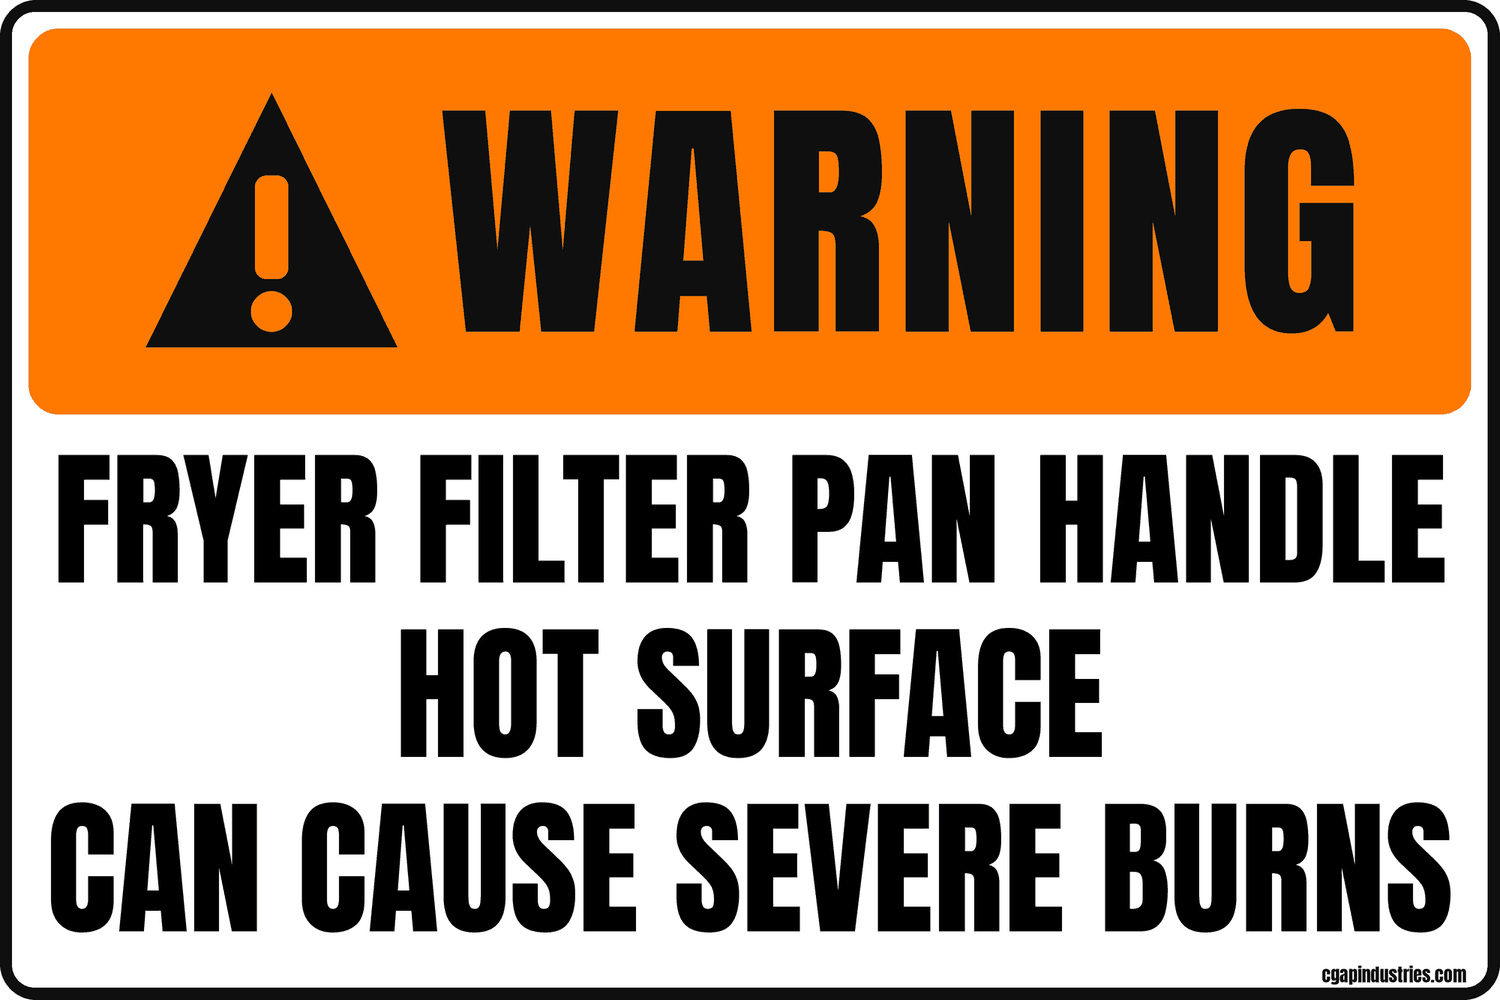 WARNING
FRYER FILTER PAN HANDLE
HOT SURFACE
CAN CAUSE SEVERE BURNS
cgapindustries.com